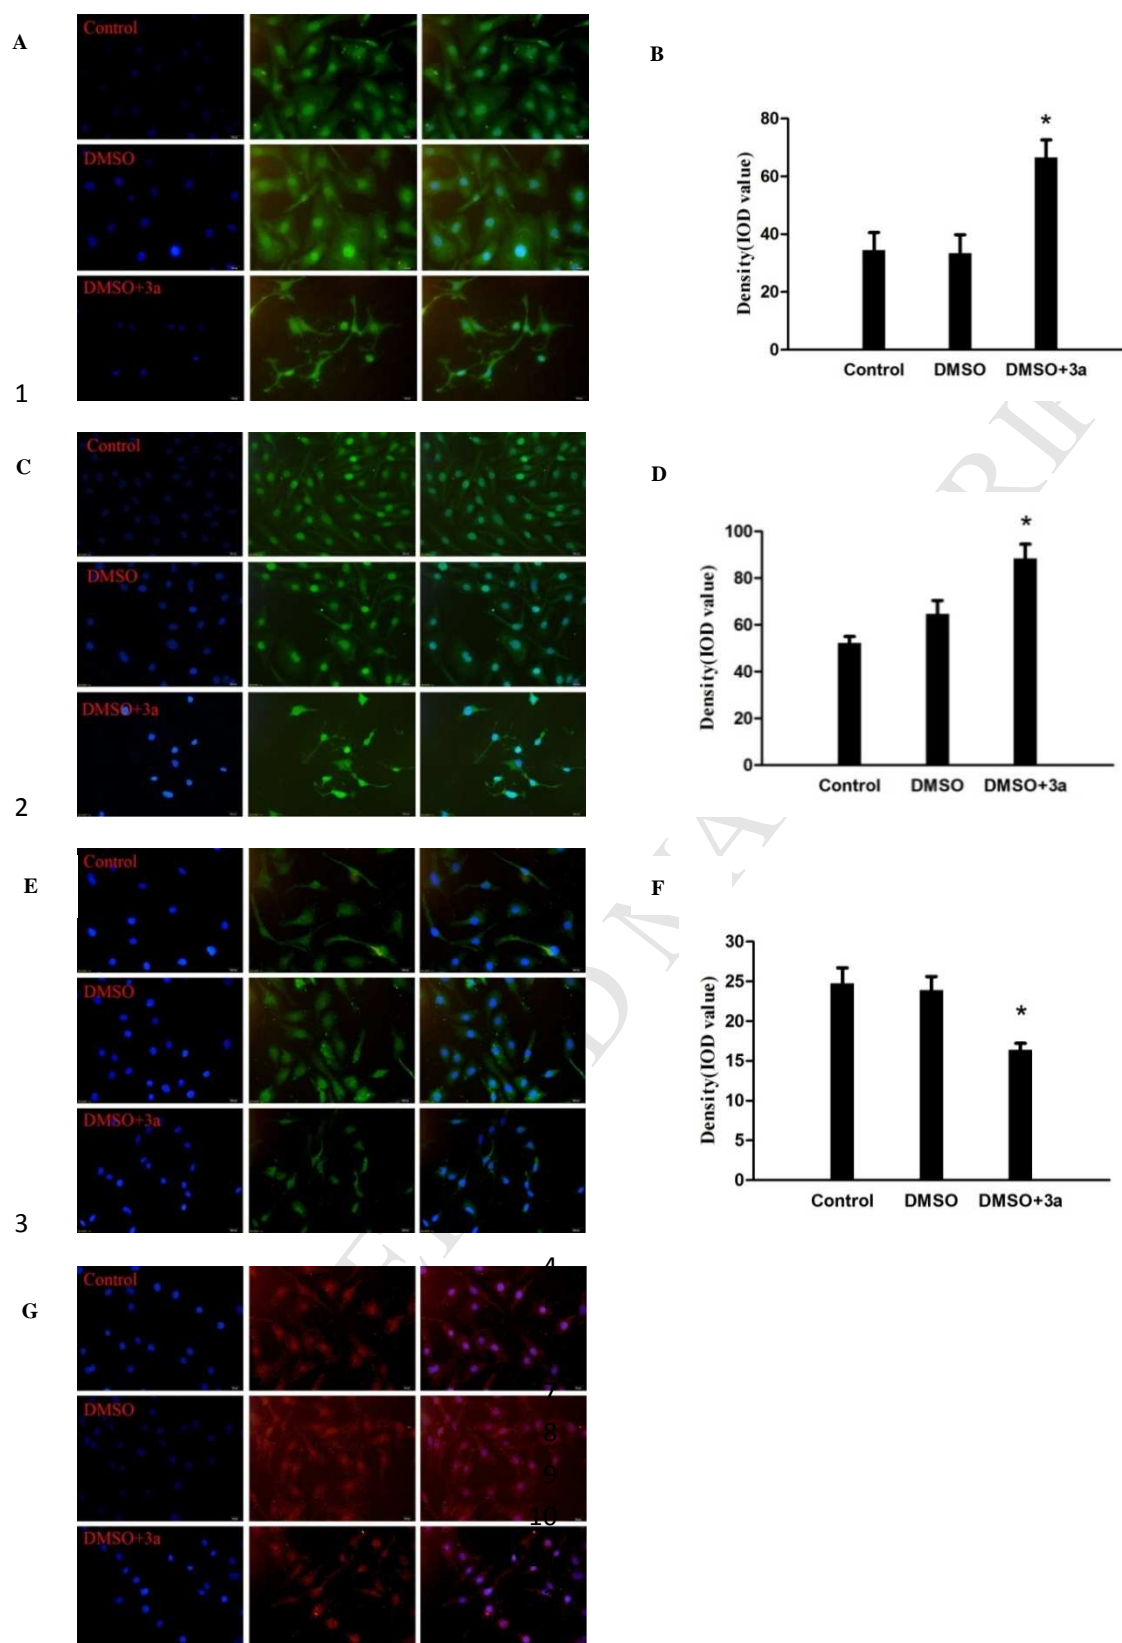 A
Control
DMSO
DMSO+3a
1
B
Density(IOD value)
80
60
40
20
0
*
Control DMSO DMSO+3a
C
Control
DMSO
DMSO+3a
2
D
Density(IOD value)
100
80
60
40
20
0
*
Control DMSO DMSO+3a
E
Control
DMSO
DMSO+3a
3
F
Density(IOD value)
30
25
20
15
10
5
0
*
Control DMSO DMSO+3a
4
G
Control
7
DMSO
8
9
10
DMSO+3a